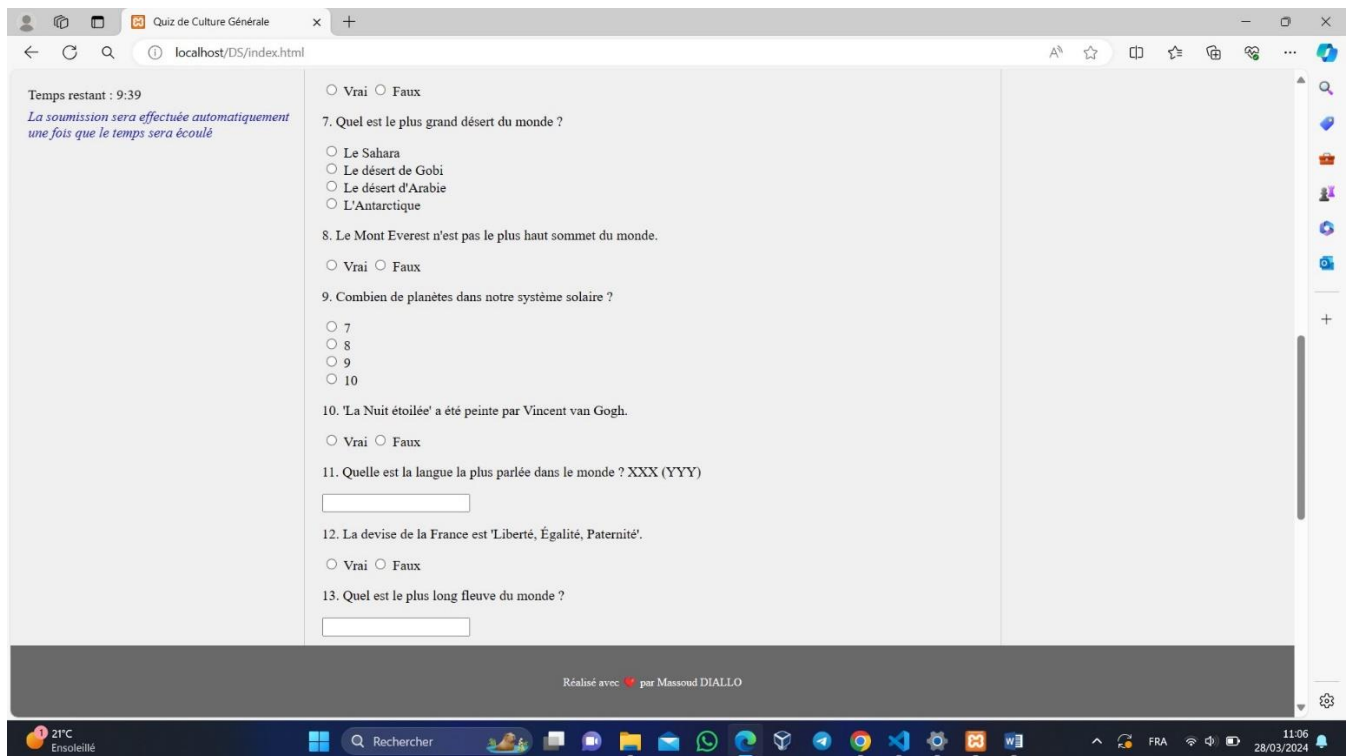 Quiz de Culture Générale
localhost/DS/index.html
Temps restant : 9:39
La soumission sera effectuée automatiquement
une fois que le temps sera écoulé
Vrai Faux
7. Quel est le plus grand désert du monde ?
Le Sahara
Le désert de Gobi
Le désert d'Arabie
L'Antarctique
8. Le Mont Everest n'est pas le plus haut sommet du monde.
Vrai Faux
9. Combien de planètes dans notre système solaire ?
7
8
9
10
10. 'La Nuit étoilée' a été peinte par Vincent van Gogh.
Vrai Faux
11. Quelle est la langue la plus parlée dans le monde ? XXX (YYY)
12. La devise de la France est 'Liberté, Égalité, Paternité'.
Vrai Faux
13. Quel est le plus long fleuve du monde ?
Réalisé avec ❤ par Massoud DIALLO
1
21°C
Ensoleillé
Rechercher
FRA
11:06
28/03/2024